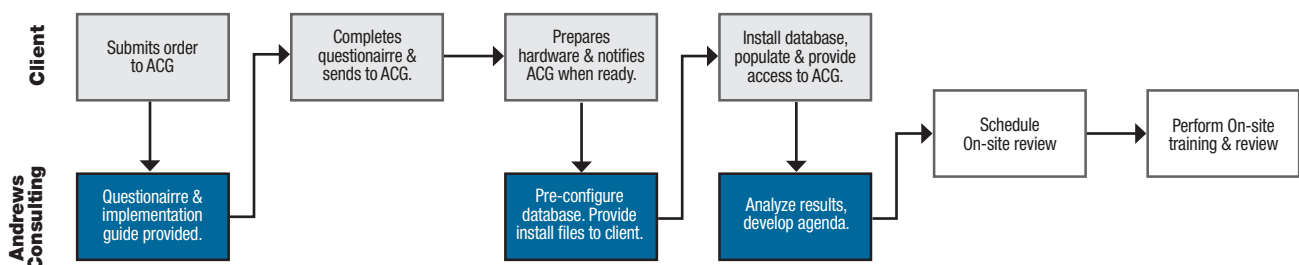 Client
Submits order
to ACG
Completes
questionairre &
sends to ACG.
Prepares
hardware & notifies
ACG when ready.
Install database,
populate & provide
access to ACG.
Schedule
On-site review
Perform On-site
training & review
Andrews
Consulting
Questionairre &
implementation
guide provided.
Pre-configure
database. Provide
install files to client.
Analyze results,
develop agenda.